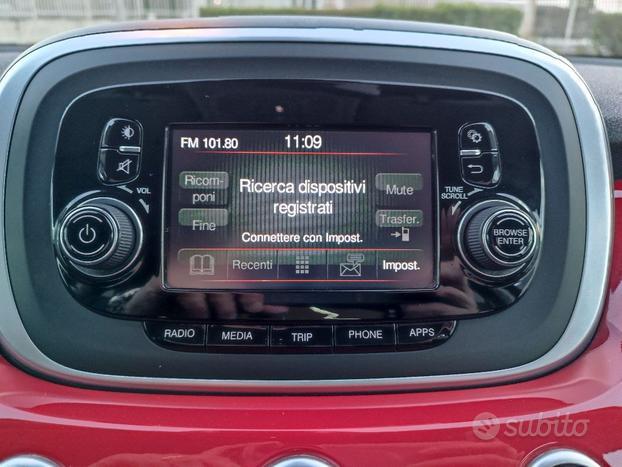 FM 101.80
11:09
Ricom-
poni
Ricerca dispositivi
registrati
Mute
Fine
Trasfer.
Connettere con Impost.
Recenti
Impost.
VOL
TUNE
SCROLL
BROWSE
ENTER
RADIO
MEDIA
TRIP
PHONE
APPS
subito